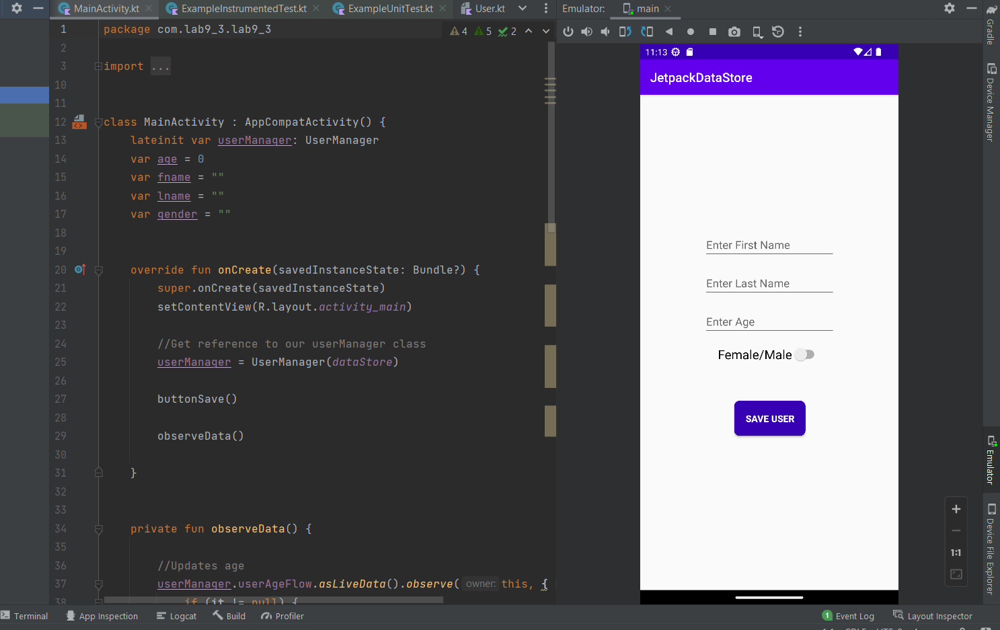 MainActivity.kt ExampleInstrumentedTest.kt ExampleUnitTest.kt User.kt
Emulator: main
1 package com.lab9_3.lab9_3
4 5 2
2
3 import ...
10
11
12 class MainActivity : AppCompatActivity() {
13 lateinit var userManager: UserManager
14 var age = 0
15 var fname = ""
16 var lname = ""
17 var gender = ""
18
19
20 override fun onCreate(savedInstanceState: Bundle?) {
21 super.onCreate(savedInstanceState)
22 setContentView(R.layout.activity_main)
23
24 //Get reference to our userManager class
25 userManager = UserManager(dataStore)
26
27 buttonSave()
28
29 observeData()
30
31 }
32
33
34 private fun observeData() {
35
36 //Updates age
37 userManager.userAgeFlow.asLiveData().observe( owner: this, {
38 if (it != null) {
11:13
JetpackDataStore
Enter First Name
Enter Last Name
Enter Age
Female/Male
SAVE USER
1:1
Gradle
Device Manager
Emulator
Device File Explorer
Terminal App Inspection Logcat Build Profiler
1 Event Log Layout Inspector